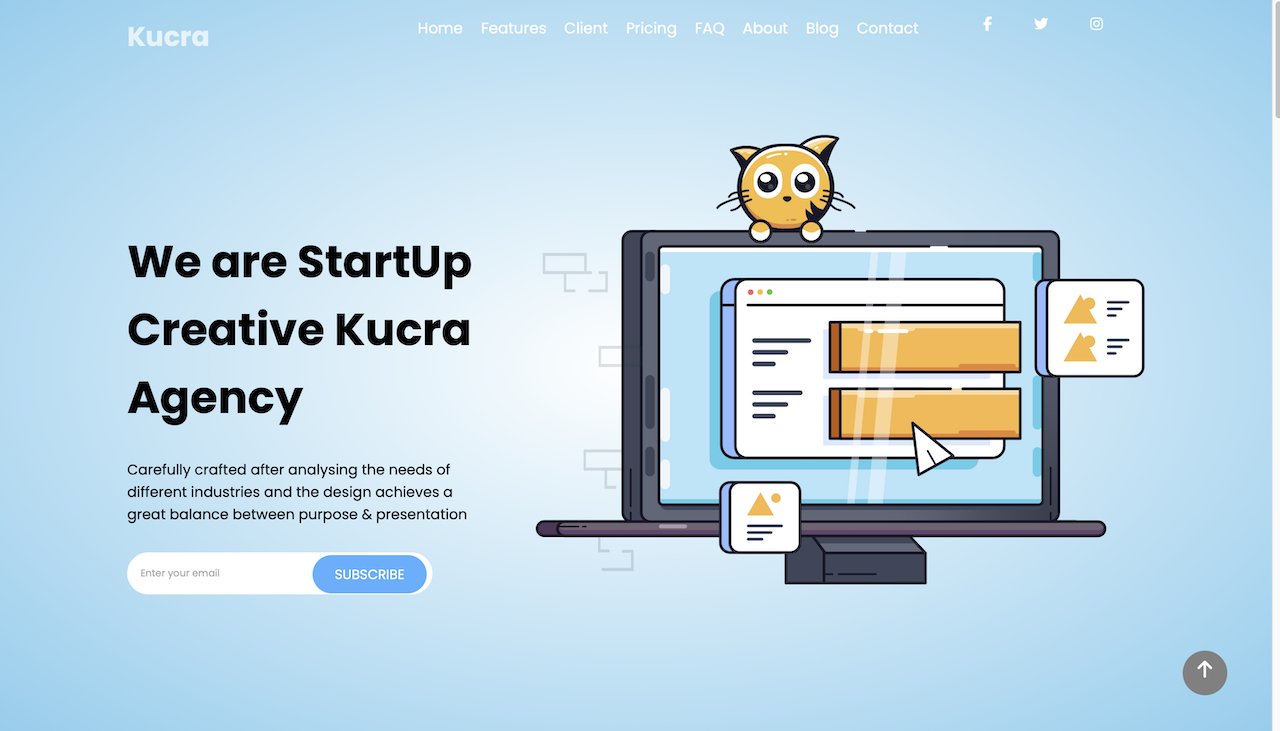 Kucra
Home Features Client Pricing FAQ About Blog Contact
We are StartUp
Creative Kucra
Agency
Carefully crafted after analysing the needs of
different industries and the design achieves a
great balance between purpose & presentation
Enter your email
SUBSCRIBE